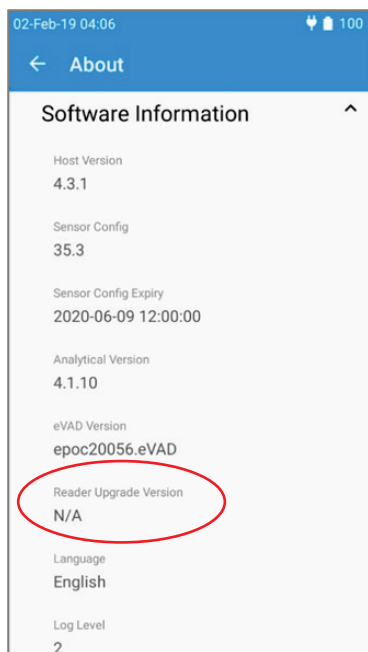 02-Feb-19 04:06 100
About
Software Information
Host Version
4.3.1
Sensor Config
35.3
Sensor Config Expiry
2020-06-09 12:00:00
Analytical Version
4.1.10
eVAD Version
epoc20056.eVAD
Reader Upgrade Version
N/A
Language
English
Log Level
2